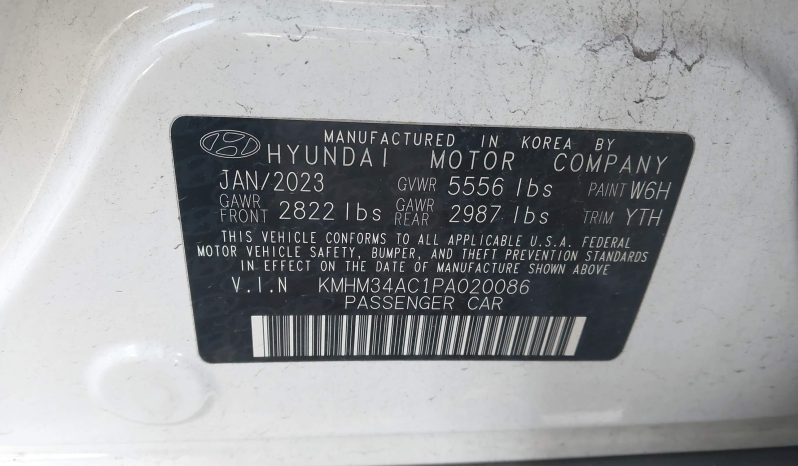 MANUFACTURED IN KOREA BY
HYUNDAI MOTOR COMPANY
JAN/2023 GVWR 5556 lbs PAINT W6H
GAWR FRONT 2822 lbs GAWR REAR 2987 lbs TRIM YTH
THIS VEHICLE CONFORMS TO ALL APPLICABLE U.S.A. FEDERAL
MOTOR VEHICLE SAFETY, BUMPER, AND THEFT PREVENTION STANDARDS
IN EFFECT ON THE DATE OF MANUFACTURE SHOWN ABOVE
V.I.N KMHM34AC1PA020086
PASSENGER CAR